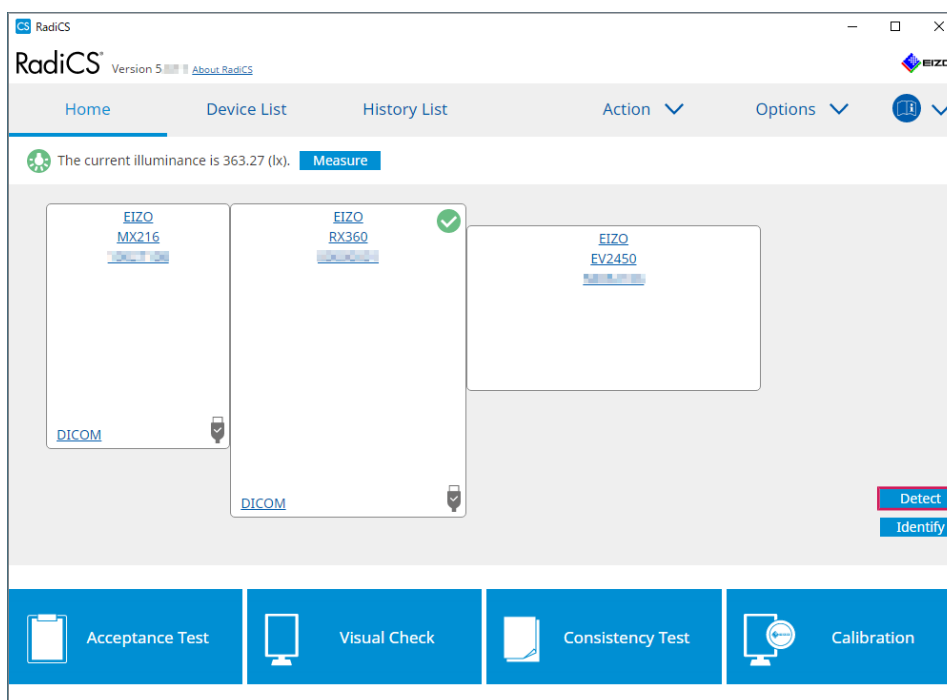 CS RadiCS
RadiCS Version 5. About RadiCS
EIZO
Home Device List History List Action Options
The current illuminance is 363.27 (lx). Measure
EIZO
MX216
DICOM
EIZO
RX360
DICOM
EIZO
EV2450
Detect
Identify
Acceptance Test Visual Check Consistency Test Calibration